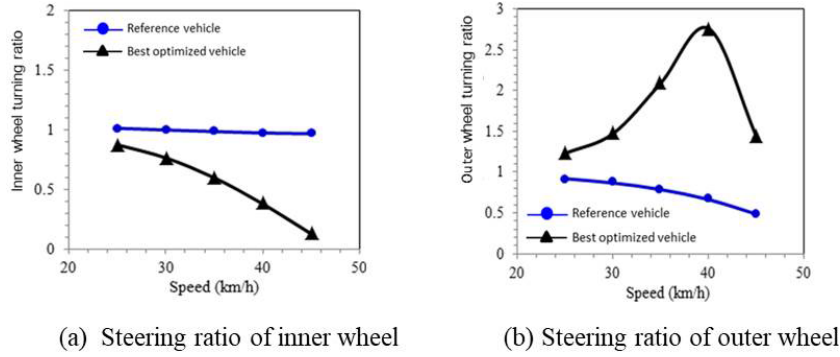 2
1.5
1
0.5
0
20
30
40
50
Inner wheel turning ratio
Speed (km/h)
Reference vehicle
Best optimized vehicle
(a) Steering ratio of inner wheel
3
2.5
2
1.5
1
0.5
0
20
30
40
50
Outer wheel turning ratio
Speed (km/h)
Reference vehicle
Best optimized vehicle
(b) Steering ratio of outer wheel